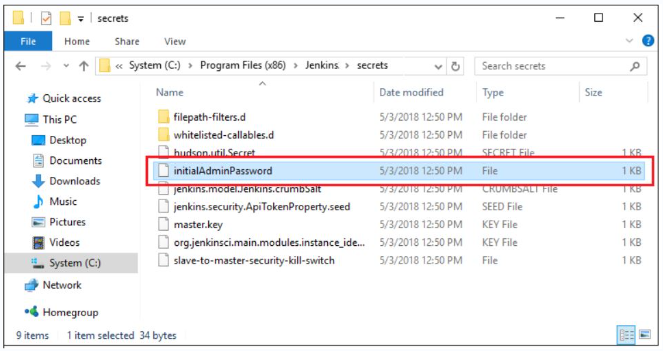 secrets
File Home Share View
« System (C:) > Program Files (x86) > Jenkins > secrets
Search secrets
Name Date modified Type Size
Quick access
This PC
Desktop
Documents
Downloads
Music
Pictures
Videos
System (C:)
Network
Homegroup
filepath-filters.d 5/3/2018 12:50 PM File folder
whitelisted-callables.d 5/3/2018 12:50 PM File folder
hudson.util.Secret 5/3/2018 12:50 PM SECRET File 1 KB
initialAdminPassword 5/3/2018 12:50 PM File 1 KB
jenkins.model.Jenkins.crumbSalt 5/3/2018 12:50 PM CRUMBSALT File 1 KB
jenkins.security.ApiTokenProperty.seed 5/3/2018 12:50 PM SEED File 1 KB
master.key 5/3/2018 12:50 PM KEY File 1 KB
org.jenkinsci.main.modules.instance_ide... 5/3/2018 12:50 PM KEY File 1 KB
slave-to-master-security-kill-switch 5/3/2018 12:50 PM File 1 KB
9 items 1 item selected 34 bytes